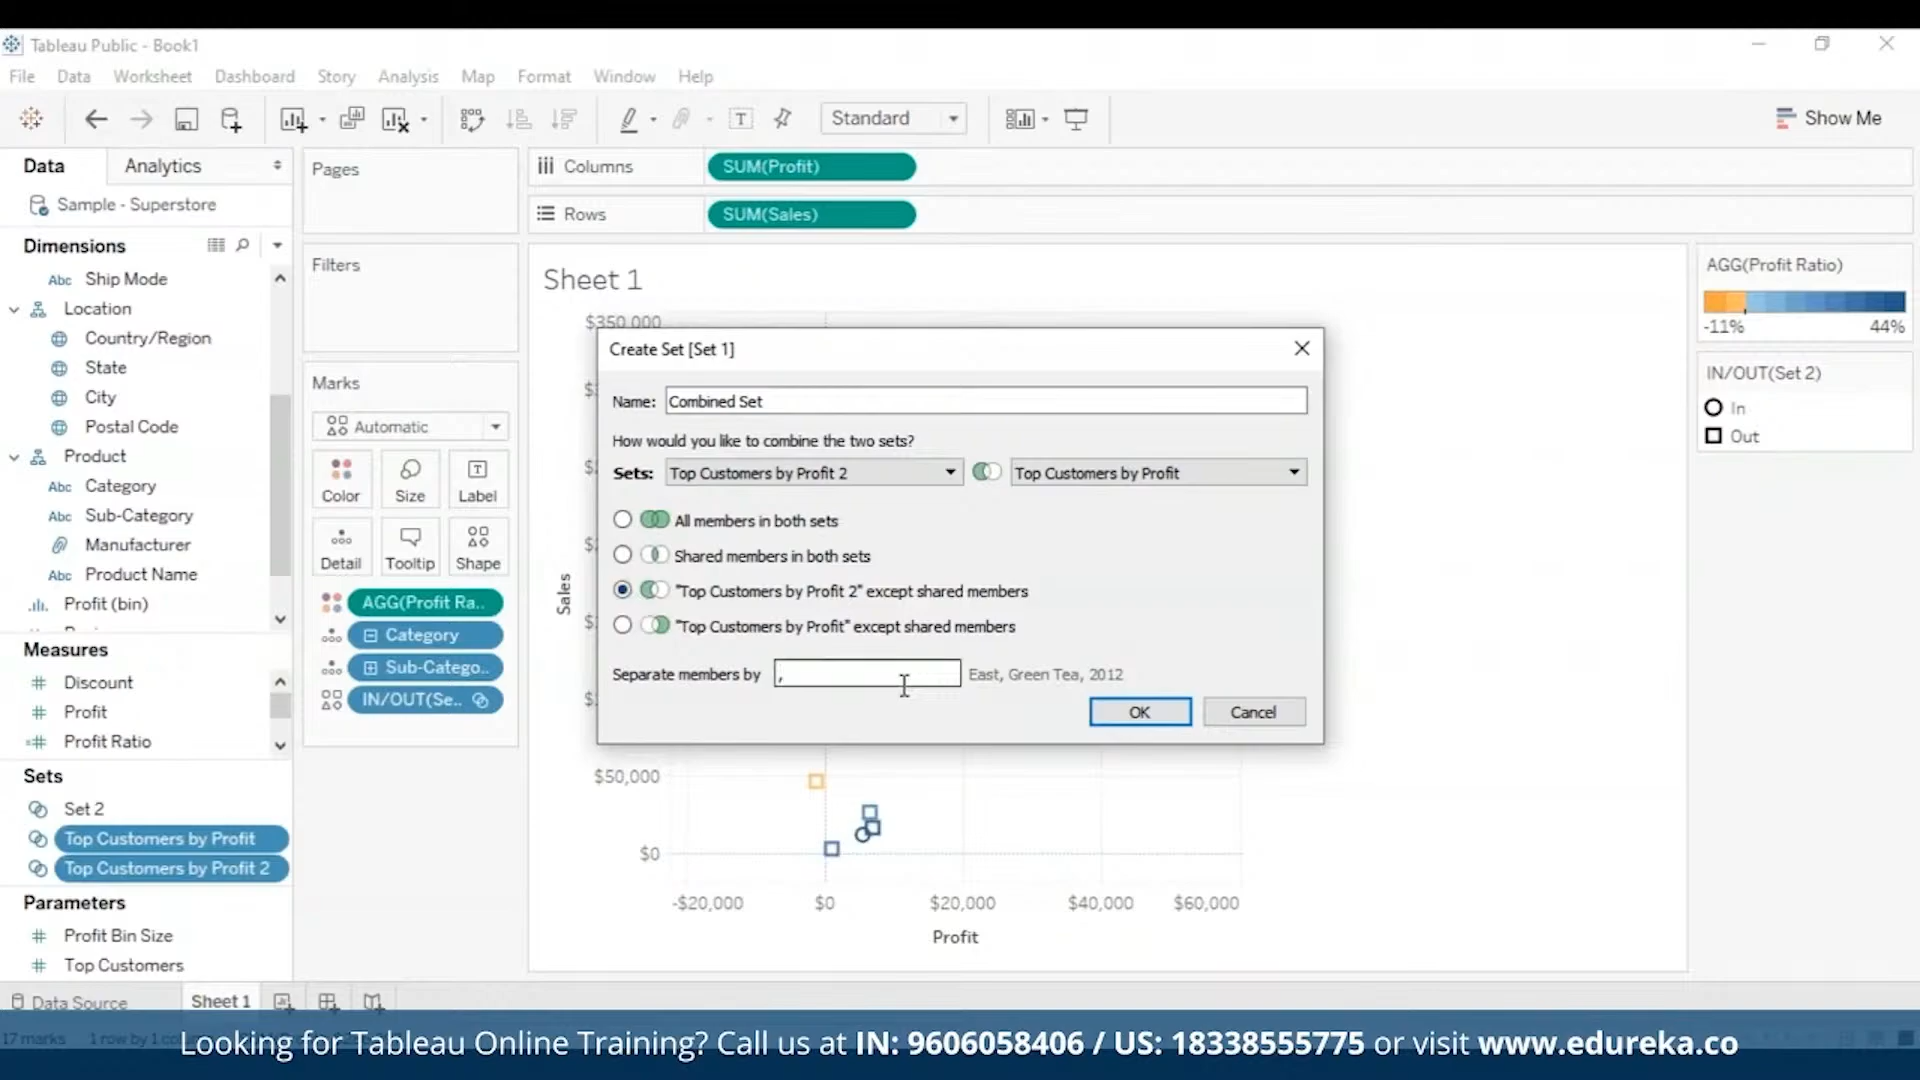 Tableau Public - Book1
File Data Worksheet Dashboard Story Analysis Map Format Window Help
Standard
Show Me
Data
Analytics
Sample - Superstore
Dimensions
Abc Ship Mode
Location
Country/Region
State
City
Postal Code
Product
Abc Category
Abc Sub-Category
Manufacturer
Abc Product Name
Profit (bin)
Measures
Discount
Profit
Profit Ratio
Sets
Set 2
Top Customers by Profit
Top Customers by Profit 2
Parameters
Profit Bin Size
Top Customers
Pages
Filters
Marks
Automatic
Color Size Label
Detail Tooltip Shape
AGG(Profit Ra..
Category
Sub-Catego..
IN/OUT(Se..
Columns SUM(Profit)
Rows SUM(Sales)
Sheet 1
$350,000
Sales
Create Set [Set 1]
Name: Combined Set
How would you like to combine the two sets?
Sets: Top Customers by Profit 2 Top Customers by Profit
All members in both sets
Shared members in both sets
"Top Customers by Profit 2" except shared members
"Top Customers by Profit" except shared members
Separate members by , East, Green Tea, 2012
OK Cancel
$50,000
$0
-$20,000 $0 $20,000 $40,000 $60,000
Profit
AGG(Profit Ratio)
-11% 44%
IN/OUT(Set 2)
In
Out
Data Source Sheet 1
17 marks 1 row by 1
Looking for Tableau Online Training? Call us at IN: 9606058406 / US: 18338555775 or visit www.edureka.co